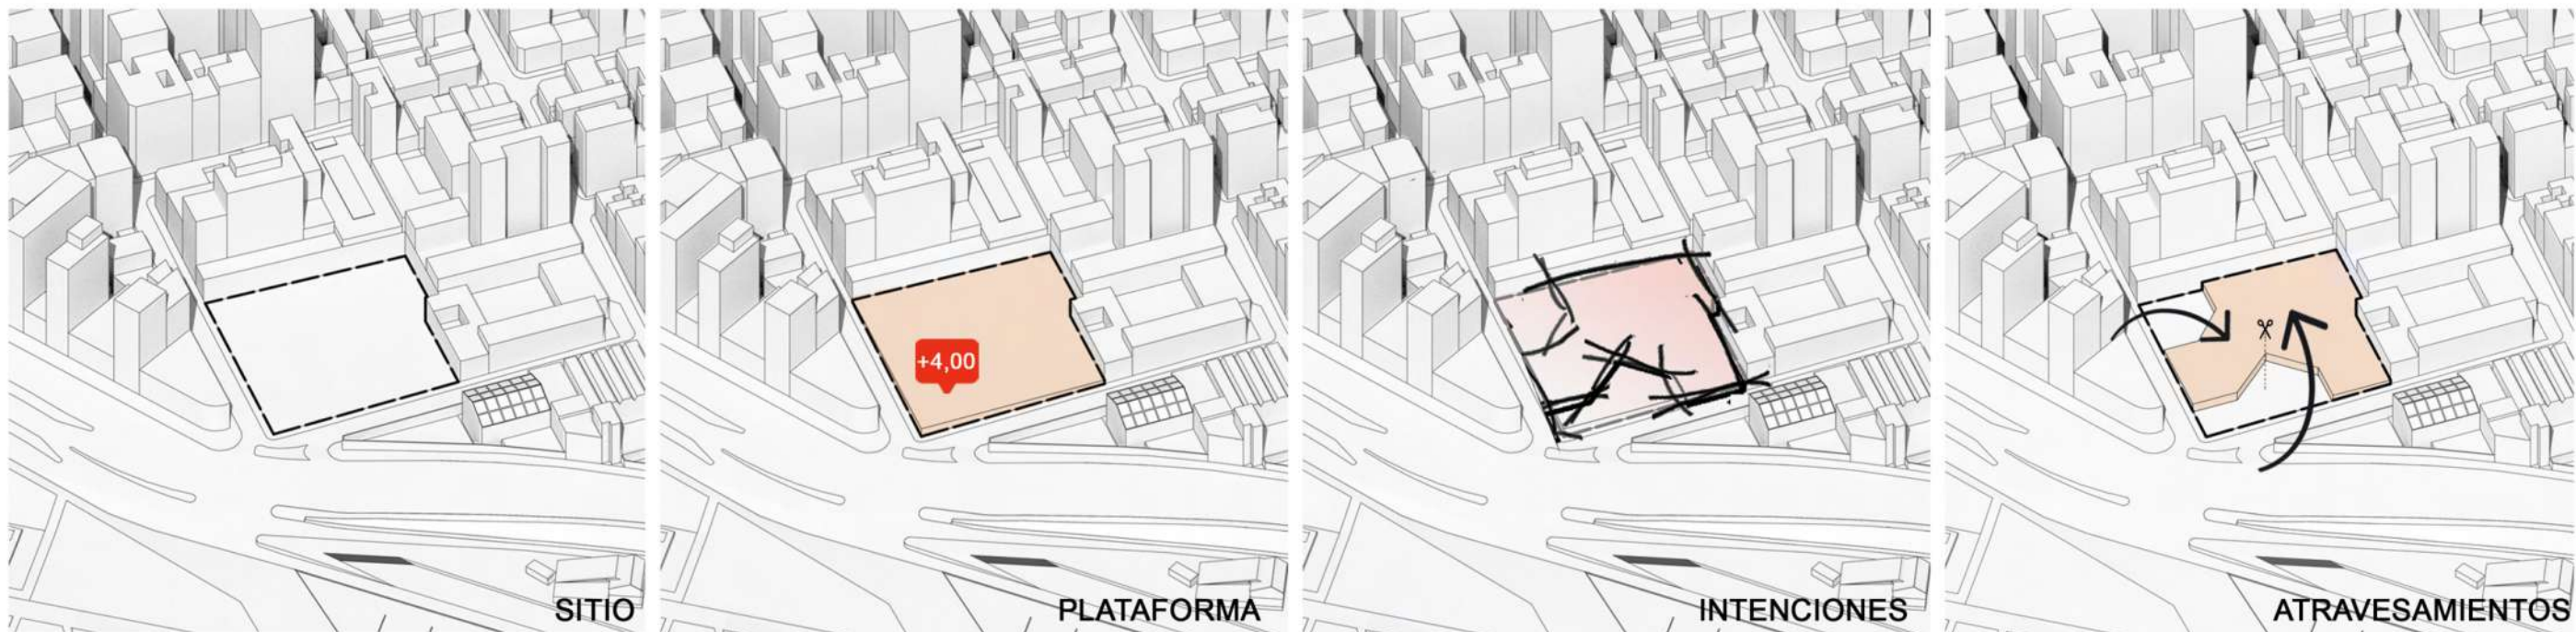 +4,00
SITIO
PLATAFORMA
INTENCIONES
ATRAVESAMIENTOS